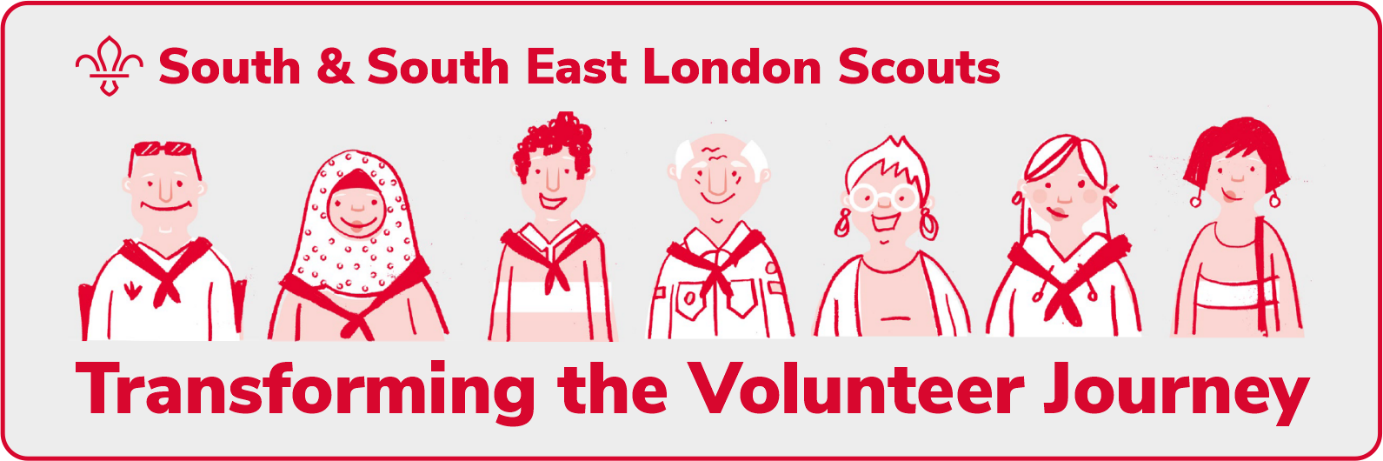 South & South East London Scouts
Transforming the Volunteer Journey